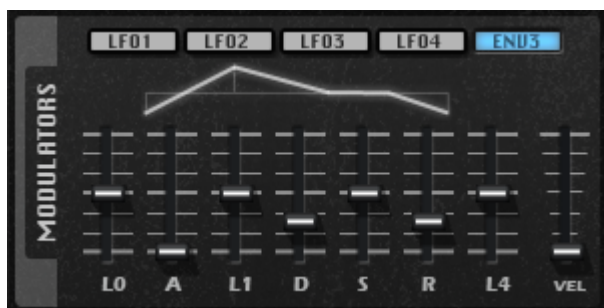 LFO1 LFO2 LFO3 LFO4 ENV3
MODULATORS
L0 A L1 D S R L4 VEL